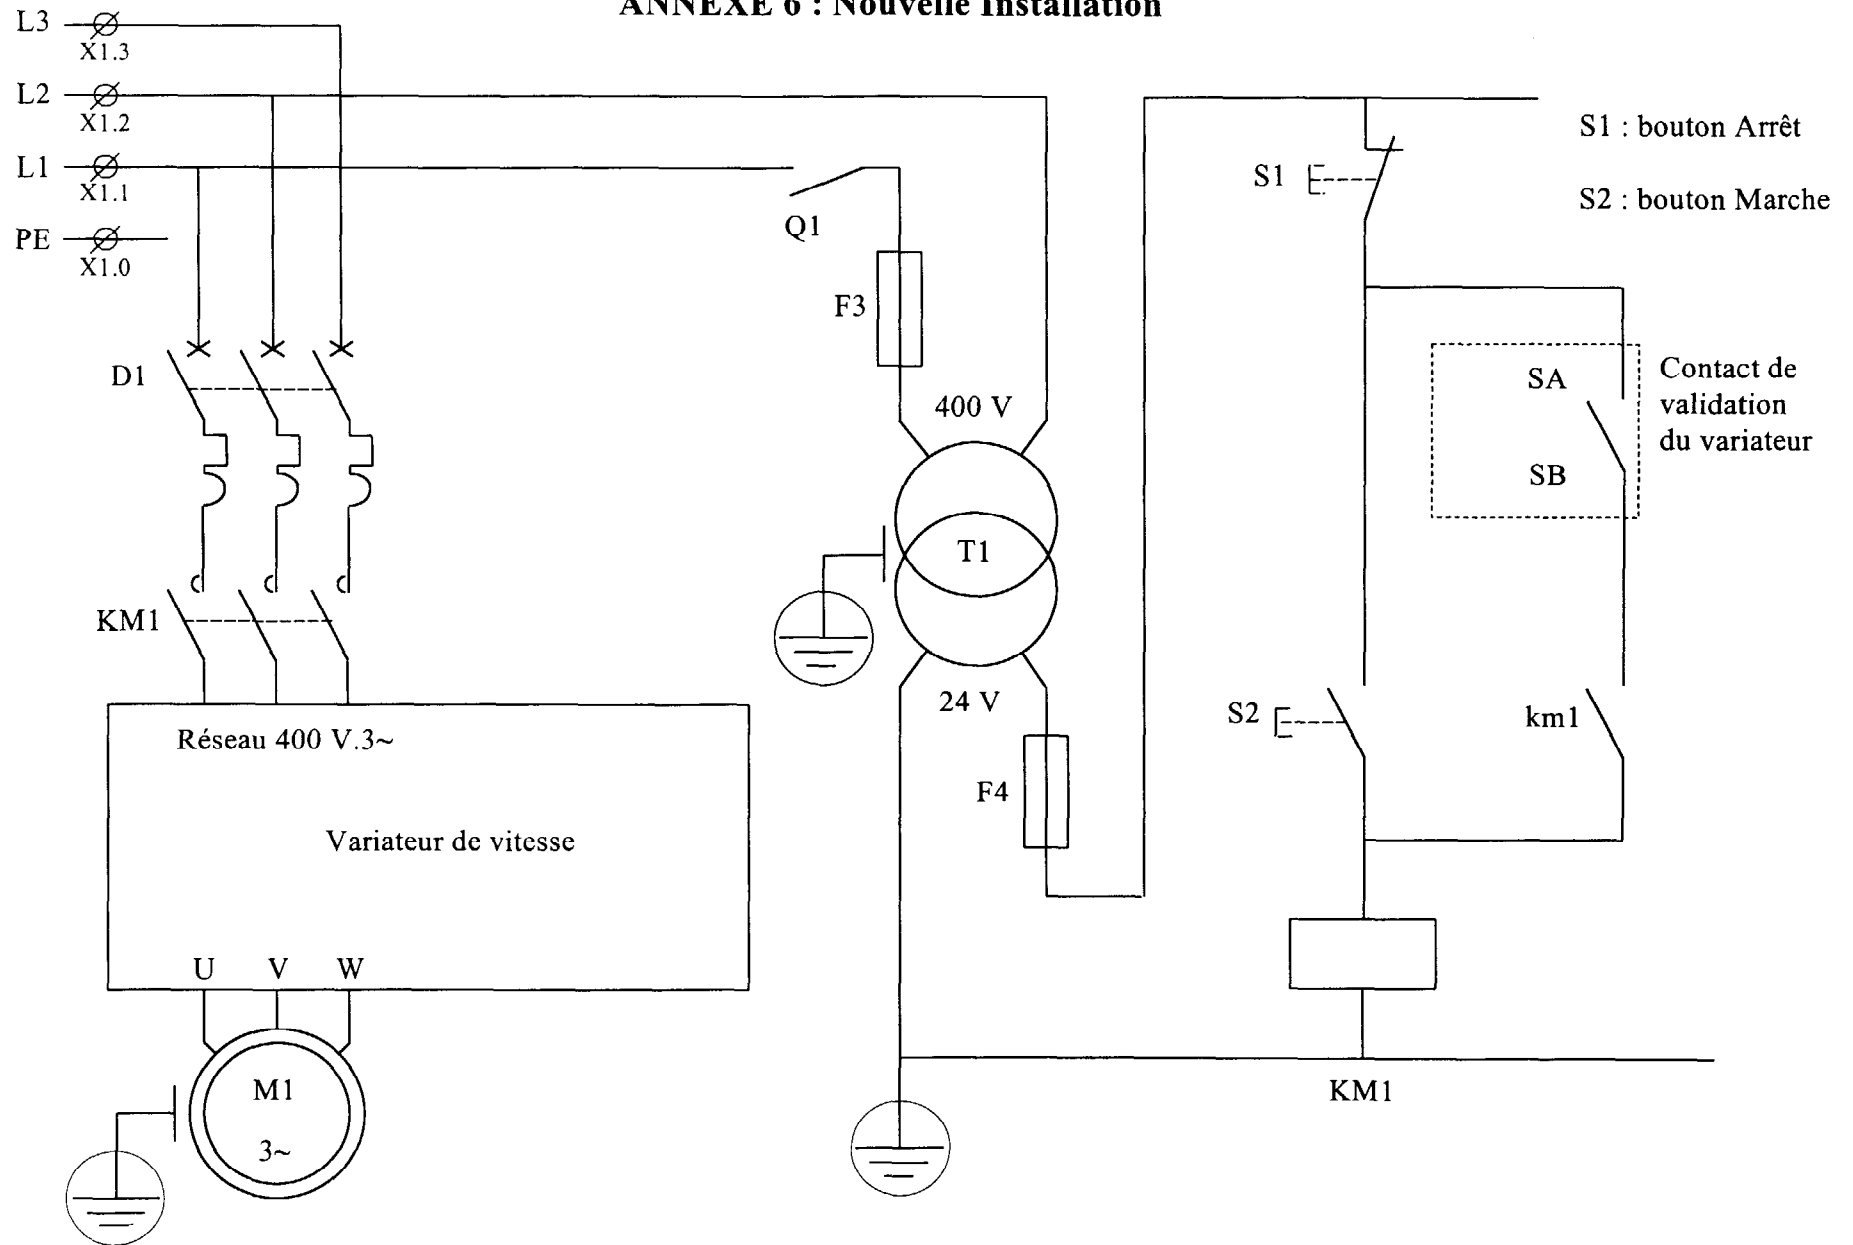 ANNEXE 6 : Nouvelle Installation
L3
X1.3
L2
X1.2
L1
X1.1
PE
X1.0
D1
KM1
Réseau 400 V.3~
Variateur de vitesse
U V W
M1
3~
Q1
F3
400 V
T1
24 V
F4
S1
S1 : bouton Arrêt
S2 : bouton Marche
SA
SB
Contact de
validation
du variateur
S2
km1
KM1